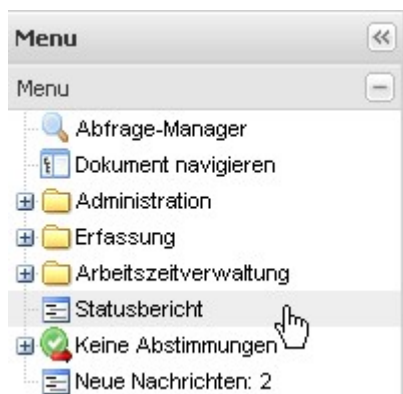 Menu
Menu
Abfrage-Manager
Dokument navigieren
Administration
Erfassung
Arbeitszeitverwaltung
Statusbericht
Keine Abstimmungen
Neue Nachrichten: 2